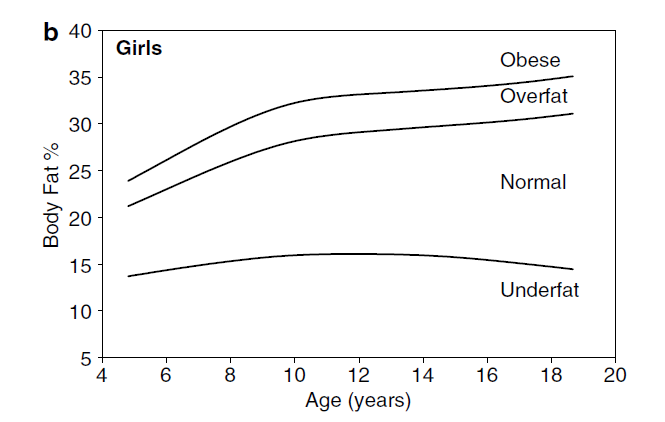 b
Girls
40
35
30
25
20
15
10
5
Body Fat %
Obese
Overfat
Normal
Underfat
4 6 8 10 12 14 16 18 20
Age (years)